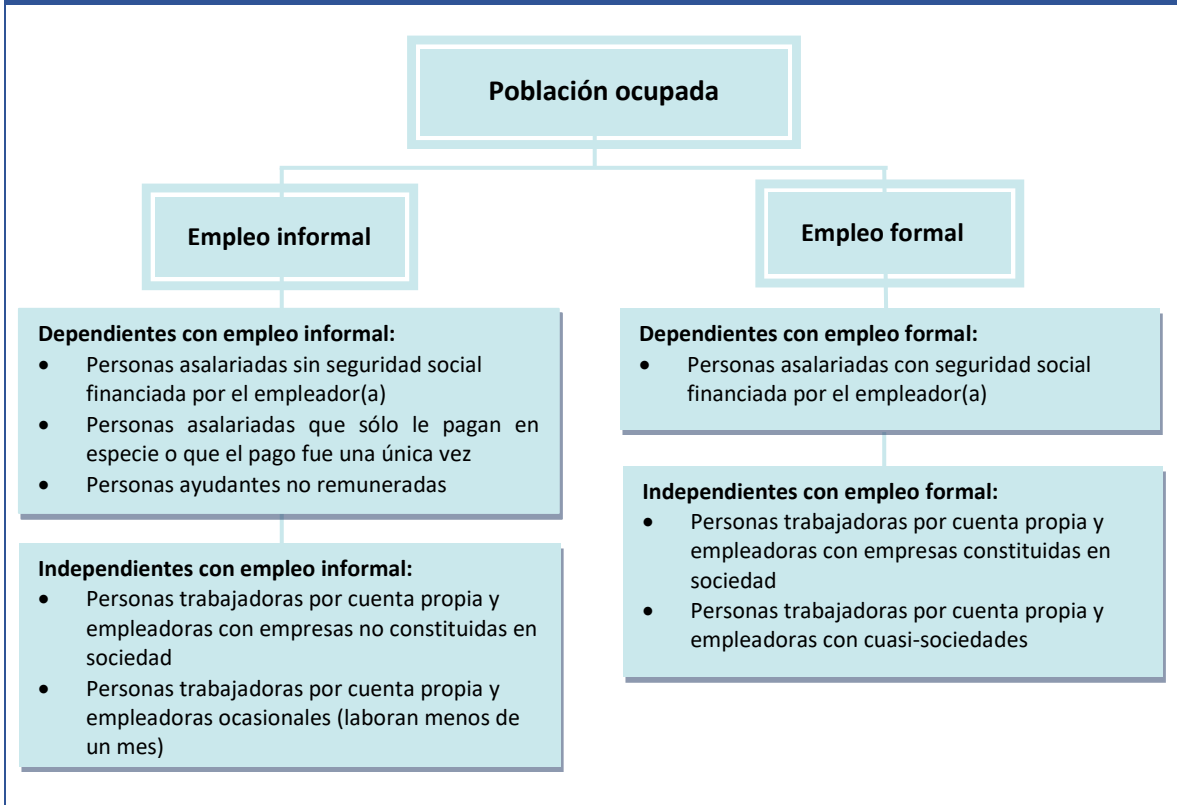 Población ocupada
Empleo informal
Empleo formal
Dependientes con empleo informal:
• Personas asalariadas sin seguridad social
financiada por el empleador(a)
• Personas asalariadas que sólo le pagan en
especie o que el pago fue una única vez
• Personas ayudantes no remuneradas
Independientes con empleo informal:
• Personas trabajadoras por cuenta propia y
empleadoras con empresas no constituidas en
sociedad
• Personas trabajadoras por cuenta propia y
empleadoras ocasionales (laboran menos de
un mes)
Dependientes con empleo formal:
• Personas asalariadas con seguridad social
financiada por el empleador(a)
Independientes con empleo formal:
• Personas trabajadoras por cuenta propia y
empleadoras con empresas constituidas en
sociedad
• Personas trabajadoras por cuenta propia y
empleadoras con cuasi-sociedades